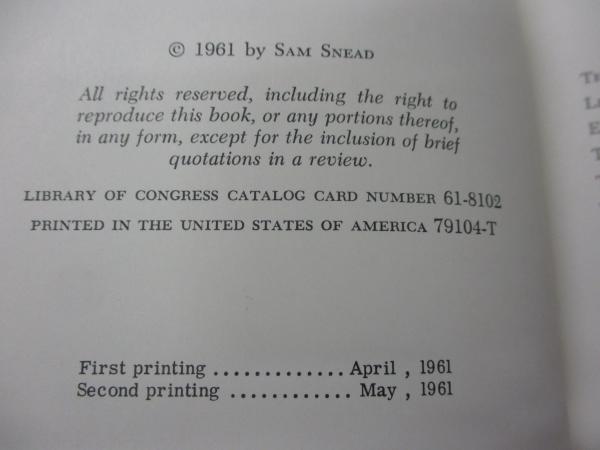 © 1961 by SAM SNEAD
All rights reserved, including the right to
reproduce this book, or any portions thereof,
in any form, except for the inclusion of brief
quotations in a review.
LIBRARY OF CONGRESS CATALOG CARD NUMBER 61-8102
PRINTED IN THE UNITED STATES OF AMERICA 79104-T
First printing ............. April , 1961
Second printing ............ May , 1961